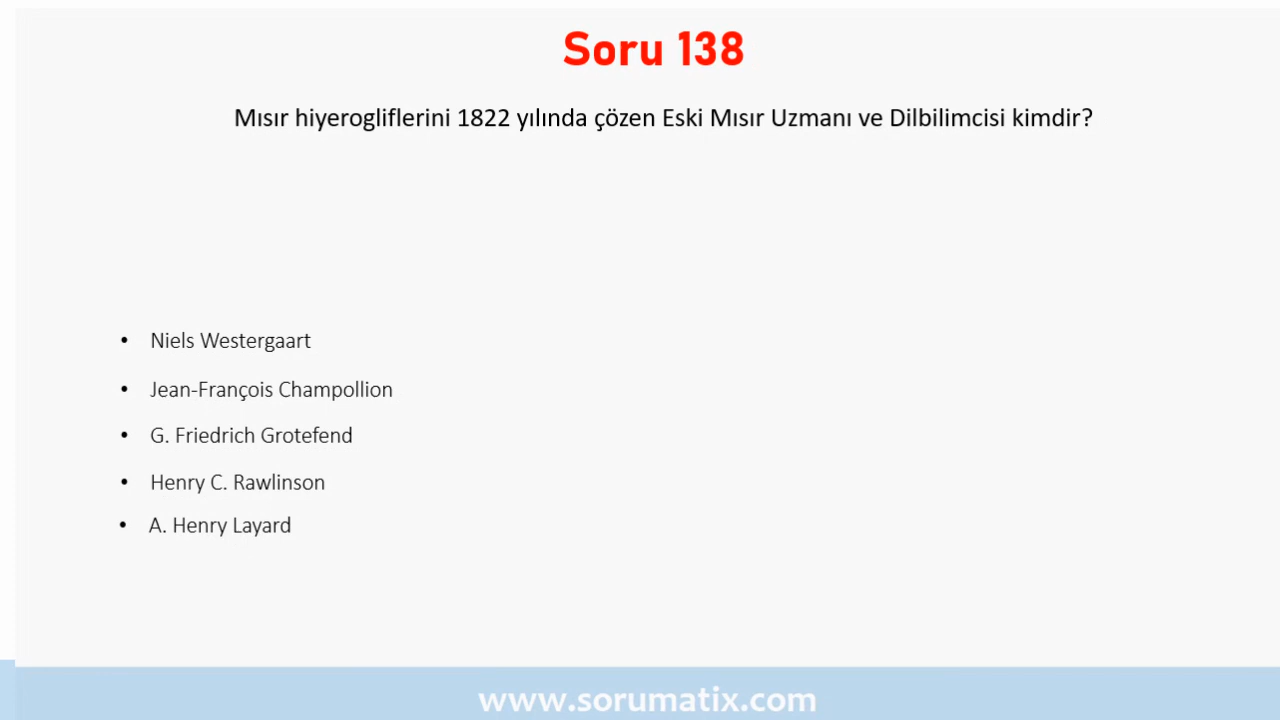 Soru 138
Mısır hiyerogliflerini 1822 yılında çözen Eski Mısır Uzmanı ve Dilbilimcisi kimdir?
• Niels Westergaart
• Jean-François Champollion
• G. Friedrich Grotefend
• Henry C. Rawlinson
• A. Henry Layard
www.sorumatix.com